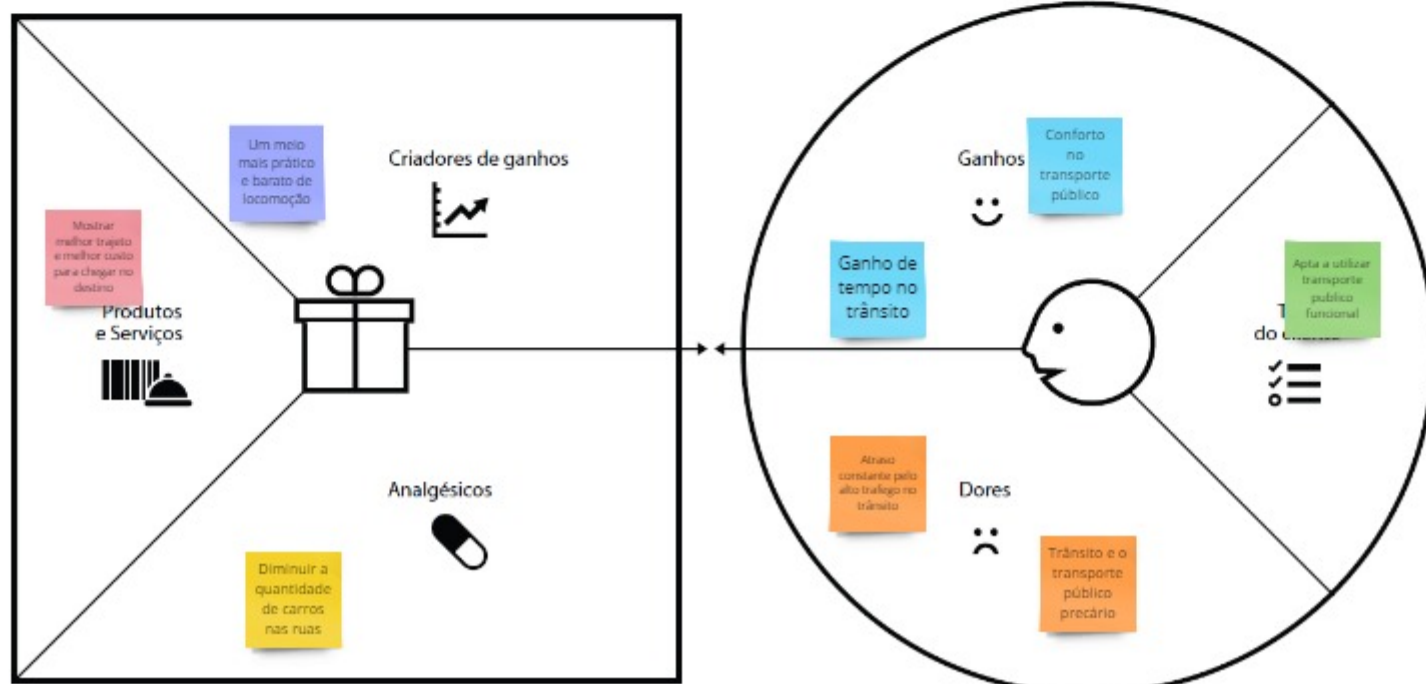 Um meio
mais prático
e barato de
locomoção
Criadores de ganhos
Mostrar
melhor trajeto
e melhor custo
para chegar no
destino
Produtos
e Serviços
Analgésicos
Diminuir a
quantidade
de carros
nas ruas
Ganhos
Conforto
no
transporte
público
Ganho de
tempo no
trânsito
Apta a utilizar
transporte
publico
funcional
do
Atraso
constante pelo
alto trafego no
trânsito
Dores
Trânsito e o
transporte
público
precário